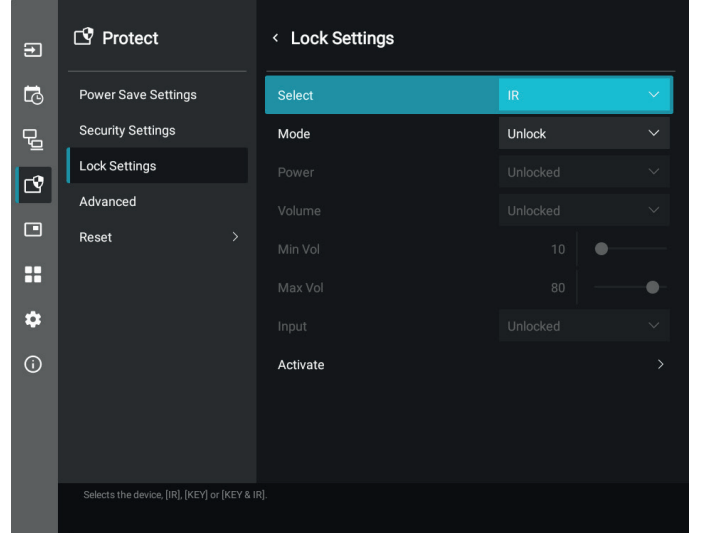 Protect
Lock Settings
Power Save Settings
Security Settings
Lock Settings
Advanced
Reset
Select IR
Mode Unlock
Power Unlocked
Volume Unlocked
Min Vol 10
Max Vol 80
Input Unlocked
Activate
Selects the device, [IR], [KEY] or [KEY & IR].